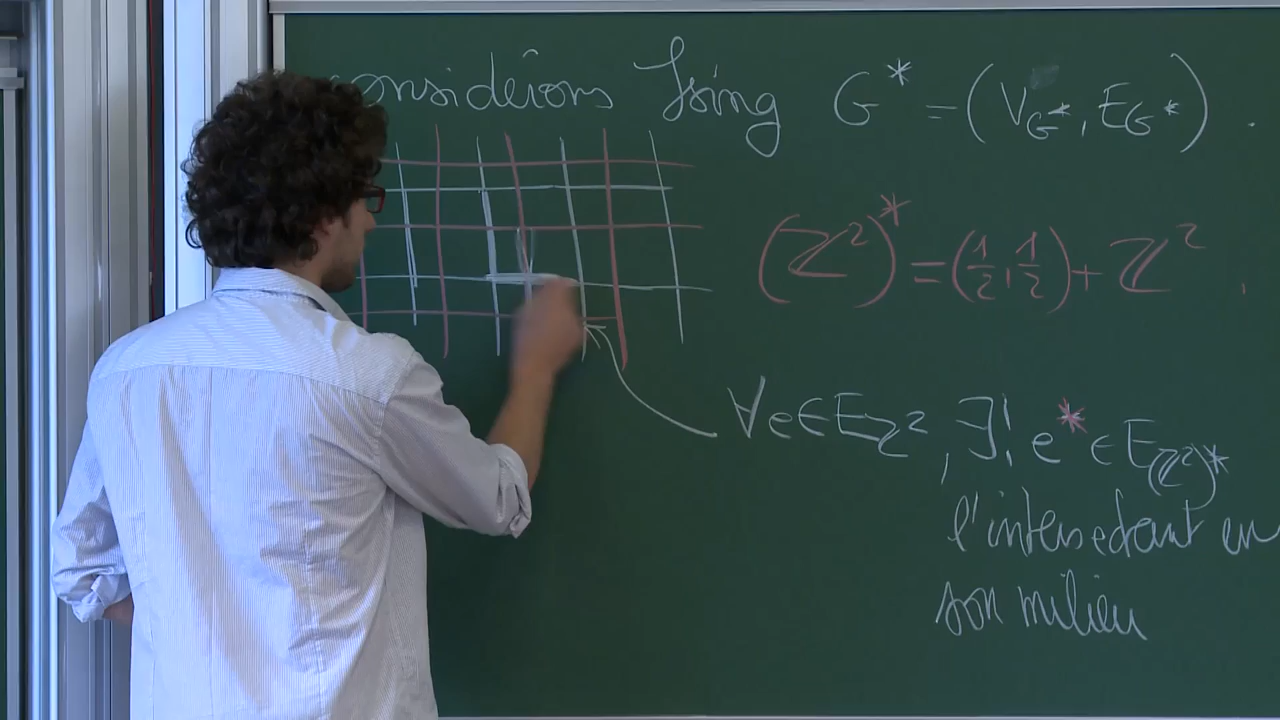 onsidérons Ising G* = (V_{G*}, E_{G*}) .
(ℤ²)* = (1/2, 1/2) + ℤ² .
∀e∈E_{ℤ²}, ∃! e* ∈ E_{(ℤ²)*}
l'intersectant en
son milieu